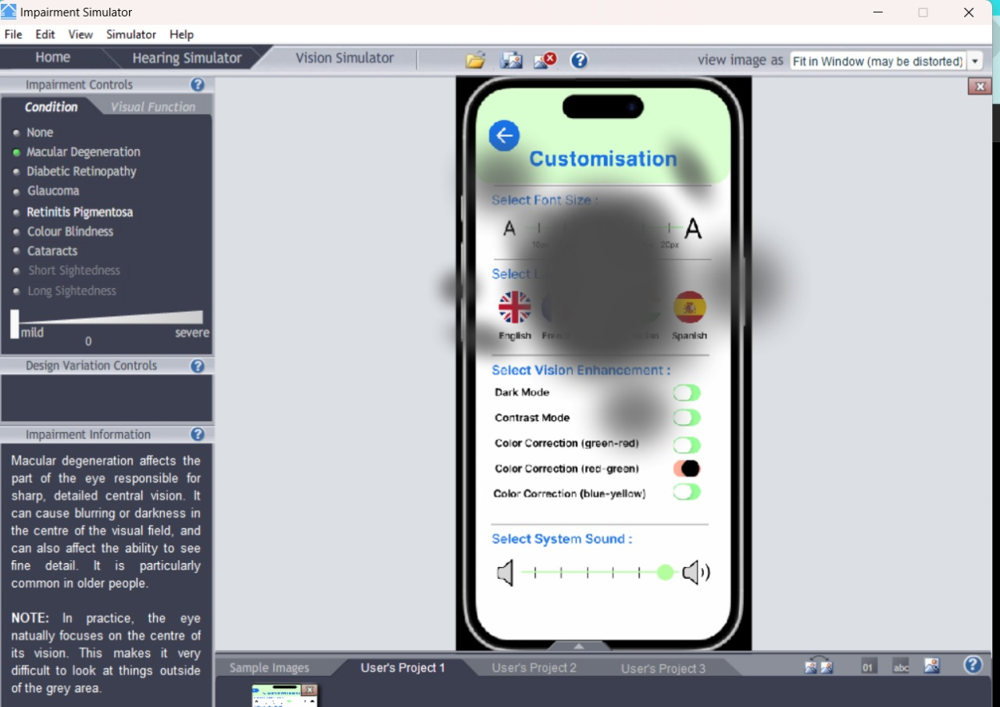 Impairment Simulator
File Edit View Simulator Help
Home Hearing Simulator Vision Simulator view image as Fit in Window (may be distorted)
Impairment Controls
Condition Visual Function
None
Macular Degeneration
Diabetic Retinopathy
Glaucoma
Retinitis Pigmentosa
Colour Blindness
Cataracts
Short Sightedness
Long Sightedness
mild severe
0
Design Variation Controls
Impairment Information
Macular degeneration affects the
part of the eye responsible for
sharp, detailed central vision. It
can cause blurring or darkness in
the centre of the visual field, and
can also affect the ability to see
fine detail. It is particularly
common in older people.
NOTE: In practice, the eye
natually focuses on the centre of
its vision. This makes it very
difficult to look at things outside
of the grey area.
Customisation
Select Font Size :
A A
10px 20px
Select
English Spanish
Select Vision Enhancement :
Dark Mode
Contrast Mode
Color Correction (green-red)
Color Correction (red-green)
Color Correction (blue-yellow)
Select System Sound :
Sample Images User's Project 1 User's Project 2 User's Project 3 01 abc